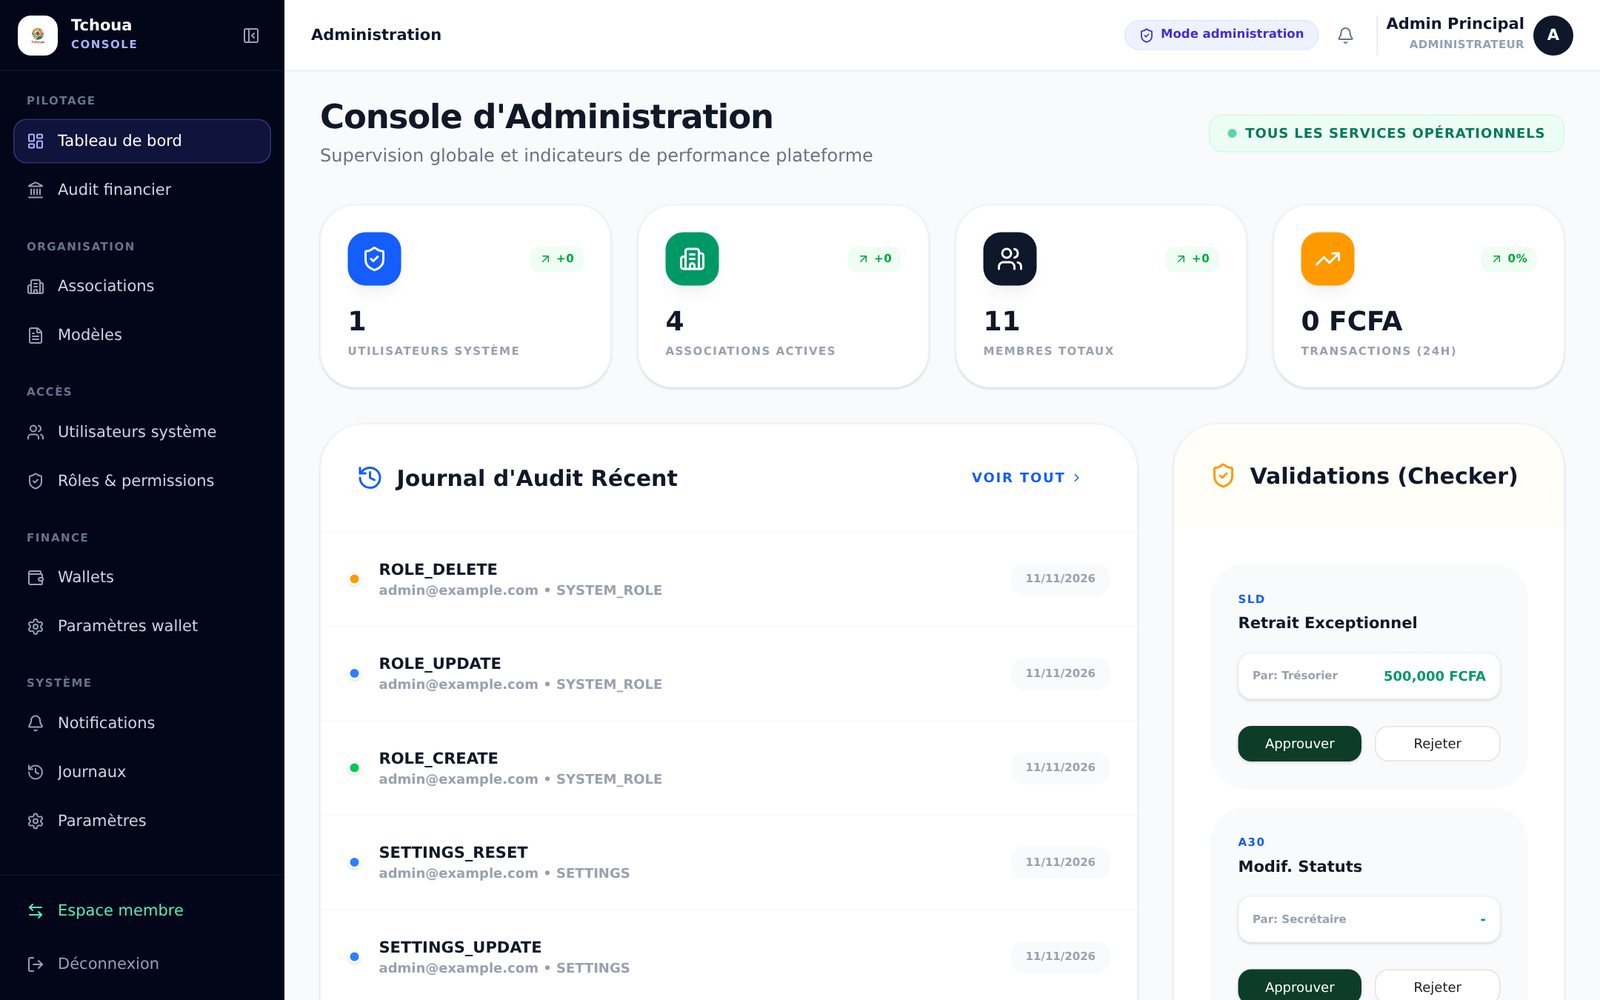 Tchoua
CONSOLE
PILOTAGE
Tableau de bord
Audit financier
ORGANISATION
Associations
Modèles
ACCÈS
Utilisateurs système
Rôles & permissions
FINANCE
Wallets
Paramètres wallet
SYSTÈME
Notifications
Journaux
Paramètres
Espace membre
Déconnexion
Administration
Mode administration
Admin Principal
ADMINISTRATEUR
A
Console d'Administration
Supervision globale et indicateurs de performance plateforme
TOUS LES SERVICES OPÉRATIONNELS
+0
1
UTILISATEURS SYSTÈME
+0
4
ASSOCIATIONS ACTIVES
+0
11
MEMBRES TOTAUX
0%
0 FCFA
TRANSACTIONS (24H)
Journal d'Audit Récent
VOIR TOUT
ROLE_DELETE
admin@example.com • SYSTEM_ROLE
11/11/2026
ROLE_UPDATE
admin@example.com • SYSTEM_ROLE
11/11/2026
ROLE_CREATE
admin@example.com • SYSTEM_ROLE
11/11/2026
SETTINGS_RESET
admin@example.com • SETTINGS
11/11/2026
SETTINGS_UPDATE
admin@example.com • SETTINGS
11/11/2026
Validations (Checker)
SLD
Retrait Exceptionnel
Par: Trésorier 500,000 FCFA
Approuver Rejeter
A30
Modif. Statuts
Par: Secrétaire -
Approuver Rejeter